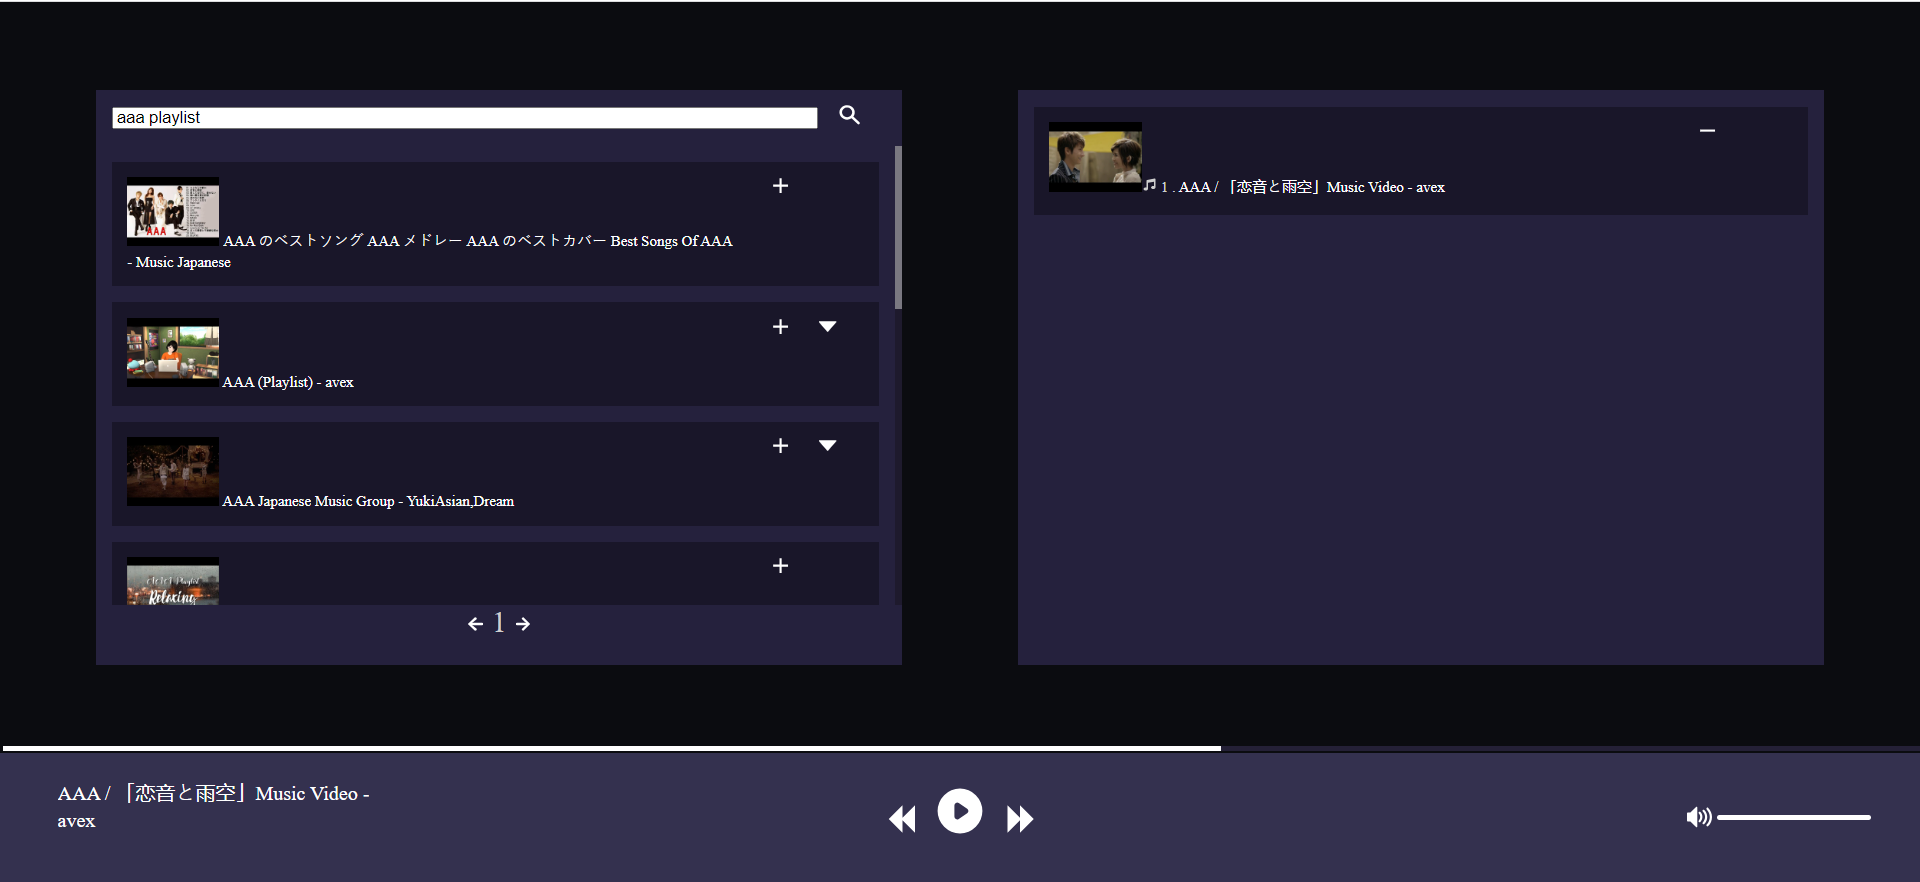 aaa playlist
AAA のベストソング AAA メドレー AAA のベストカバー Best Songs Of AAA
- Music Japanese
AAA (Playlist) - avex
AAA Japanese Music Group - YukiAsian,Dream
Playlist
Relaxing
1
1 . AAA / 「恋音と雨空」Music Video - avex
AAA / 「恋音と雨空」Music Video -
avex
AAA